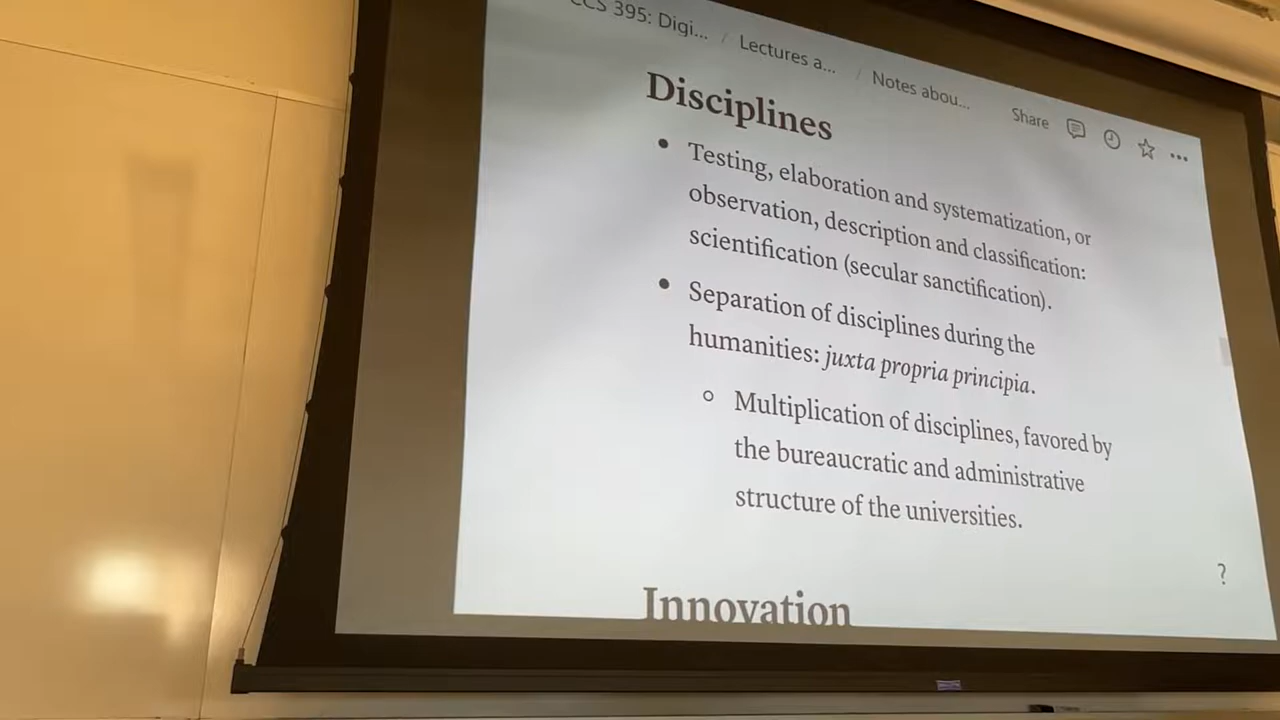 CCS 395: Digi... / Lectures a... / Notes abou...
Share
Disciplines
• Testing, elaboration and systematization, or
observation, description and classification:
scientification (secular sanctification).
• Separation of disciplines during the
humanities: juxta propria principia.
○ Multiplication of disciplines, favored by
the bureaucratic and administrative
structure of the universities.
?
Innovation